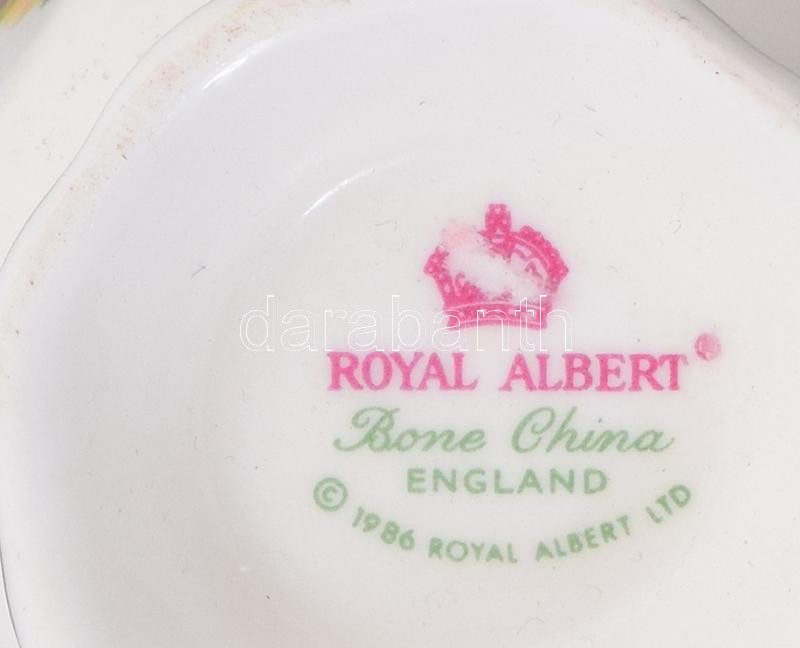 darabanth
ROYAL ALBERT®
Bone China
ENGLAND
© 1986 ROYAL ALBERT LTD